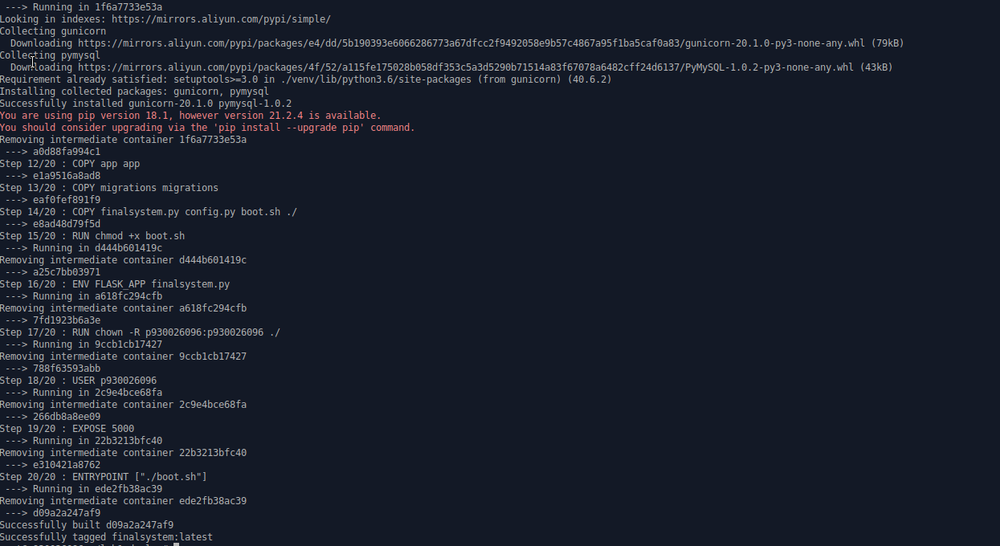 ---> Running in 1f6a7733e53a
Looking in indexes: https://mirrors.aliyun.com/pypi/simple/
Collecting gunicorn
Downloading https://mirrors.aliyun.com/pypi/packages/e4/dd/5b190393e6066286773a67dfcc2f9492058e9b57c4867a95f1ba5caf0a83/gunicorn-20.1.0-py3-none-any.whl (79kB)
Collecting pymysql
Downloading https://mirrors.aliyun.com/pypi/packages/4f/52/a115fe175028b058df353c5a3d5290b71514a83f67078a6482cff24d6137/PyMySQL-1.0.2-py3-none-any.whl (43kB)
Requirement already satisfied: setuptools>=3.0 in ./venv/lib/python3.6/site-packages (from gunicorn) (40.6.2)
Installing collected packages: gunicorn, pymysql
Successfully installed gunicorn-20.1.0 pymysql-1.0.2
You are using pip version 18.1, however version 21.2.4 is available.
You should consider upgrading via the 'pip install --upgrade pip' command.
Removing intermediate container 1f6a7733e53a
---> a0d88fa994c1
Step 12/20 : COPY app app
---> e1a9516a8ad8
Step 13/20 : COPY migrations migrations
---> eaf0fef891f9
Step 14/20 : COPY finalsystem.py config.py boot.sh ./
---> e8ad48d79f5d
Step 15/20 : RUN chmod +x boot.sh
---> Running in d444b601419c
Removing intermediate container d444b601419c
---> a25c7bb03971
Step 16/20 : ENV FLASK_APP finalsystem.py
---> Running in a618fc294cfb
Removing intermediate container a618fc294cfb
---> 7fd1923b6a3e
Step 17/20 : RUN chown -R p930026096:p930026096 ./
---> Running in 9ccb1cb17427
Removing intermediate container 9ccb1cb17427
---> 788f63593abb
Step 18/20 : USER p930026096
---> Running in 2c9e4bce68fa
Removing intermediate container 2c9e4bce68fa
---> 266db8a8ee09
Step 19/20 : EXPOSE 5000
---> Running in 22b3213bfc40
Removing intermediate container 22b3213bfc40
---> e310421a8762
Step 20/20 : ENTRYPOINT ["./boot.sh"]
---> Running in ede2fb38ac39
Removing intermediate container ede2fb38ac39
---> d09a2a247af9
Successfully built d09a2a247af9
Successfully tagged finalsystem:latest